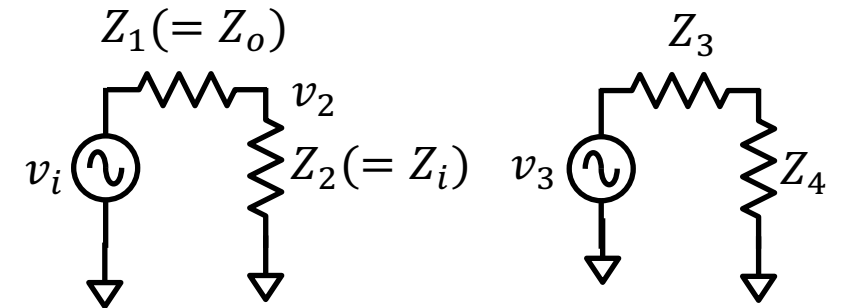 Z₁(= Zₒ)
Z₃
v₂
vᵢ
Z₂(= Zᵢ)
v₃
Z₄